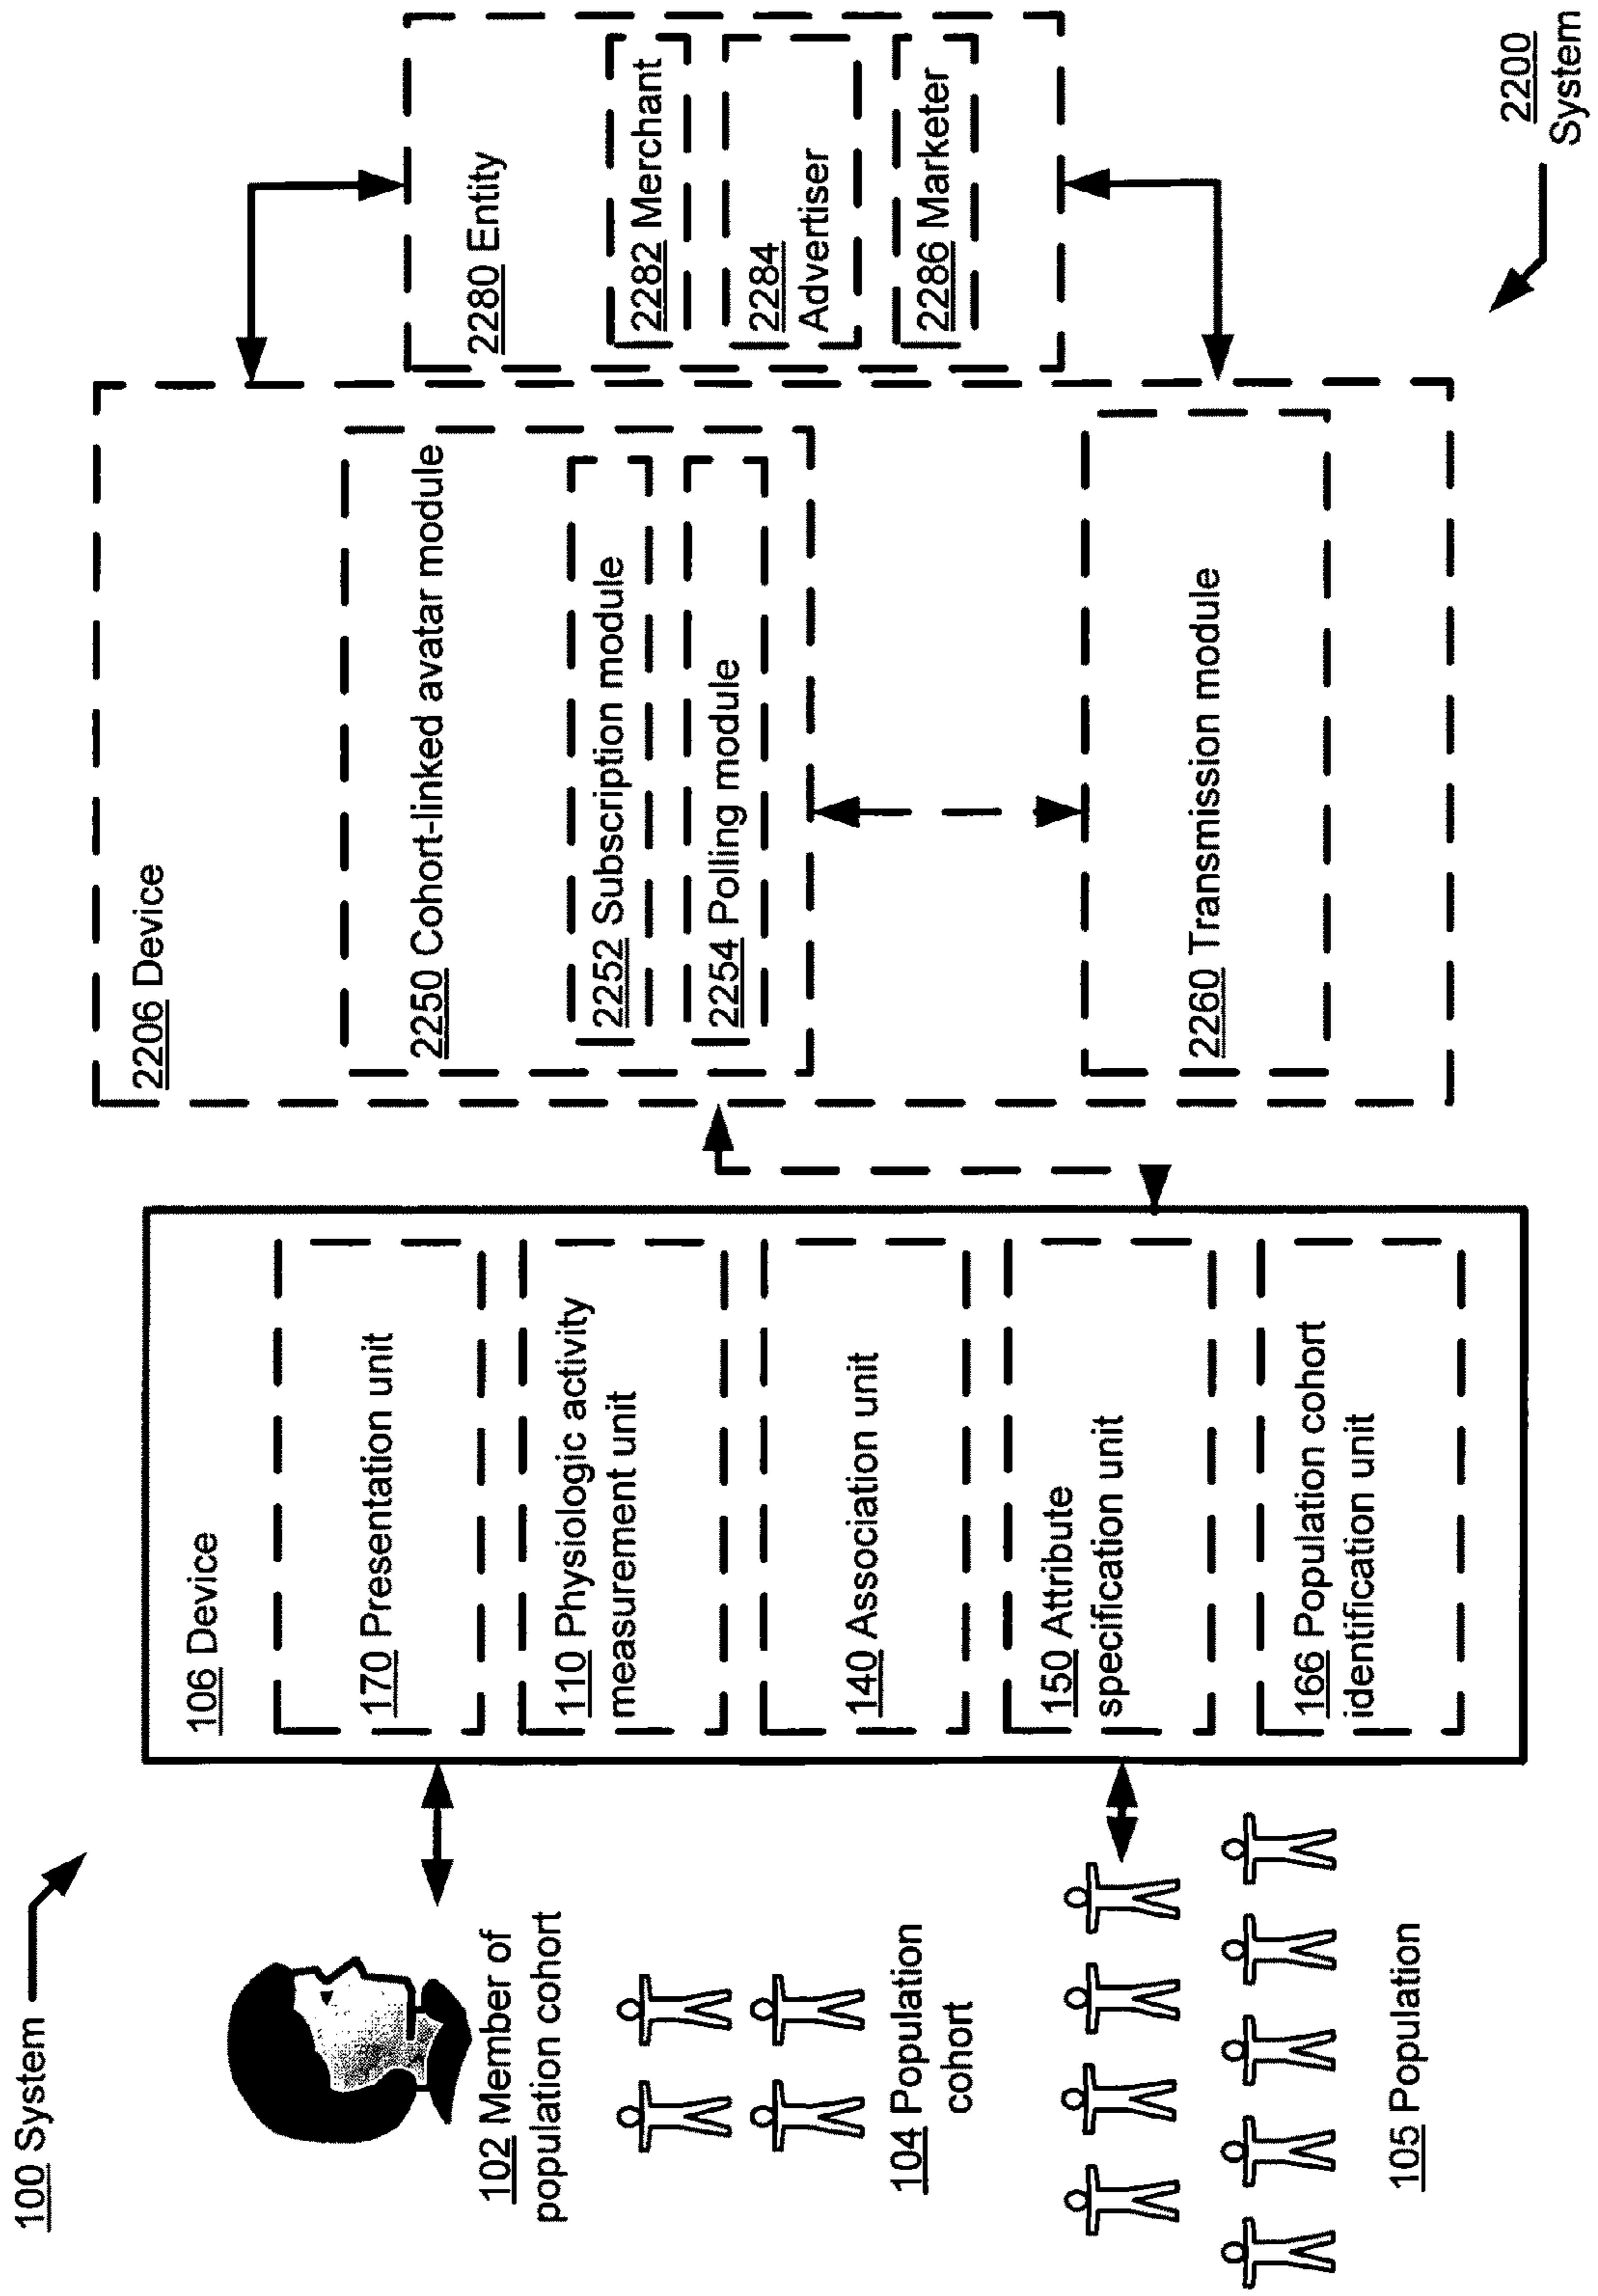 100 System
102 Member of
population cohort
104 Population
cohort
105 Population
106 Device
170 Presentation unit
110 Physiologic activity
measurement unit
140 Association unit
150 Attribute
specification unit
166 Population cohort
identification unit
2206 Device
2250 Cohort-linked avatar module
2252 Subscription module
2254 Polling module
2260 Transmission module
2280 Entity
2282 Merchant
2284
Advertiser
2286 Marketer
2200
System